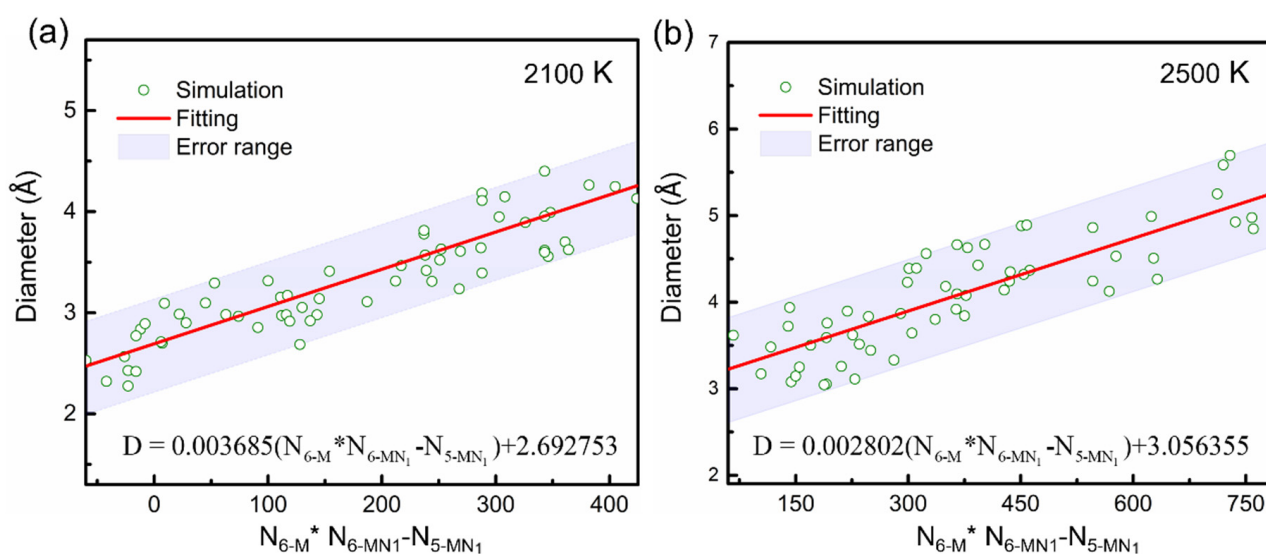 (a)
2100 K
Simulation
Fitting
Error range
Diameter (Å)
5
4
3
2
D = 0.003685(N6-M *N6-MN1 -N5-MN1 )+2.692753
0 100 200 300 400
N6-M* N6-MN1-N5-MN1
(b)
2500 K
Simulation
Fitting
Error range
Diameter (Å)
7
6
5
4
3
2
D = 0.002802(N6-M *N6-MN1 -N5-MN1 )+3.056355
150 300 450 600 750
N6-M* N6-MN1-N5-MN1